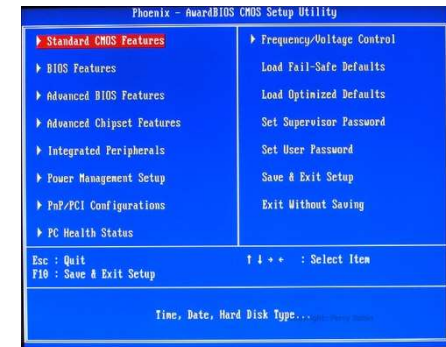 Phoenix - AwardBIOS CMOS Setup Utility
Standard CMOS Features
BIOS Features
Advanced BIOS Features
Advanced Chipset Features
Integrated Peripherals
Power Management Setup
PnP/PCI Configurations
PC Health Status
Frequency/Voltage Control
Load Fail-Safe Defaults
Load Optimized Defaults
Set Supervisor Password
Set User Password
Save & Exit Setup
Exit Without Saving
Esc : Quit
F10 : Save & Exit Setup
↑ ↓ → ← : Select Item
Time, Date, Hard Disk Type...